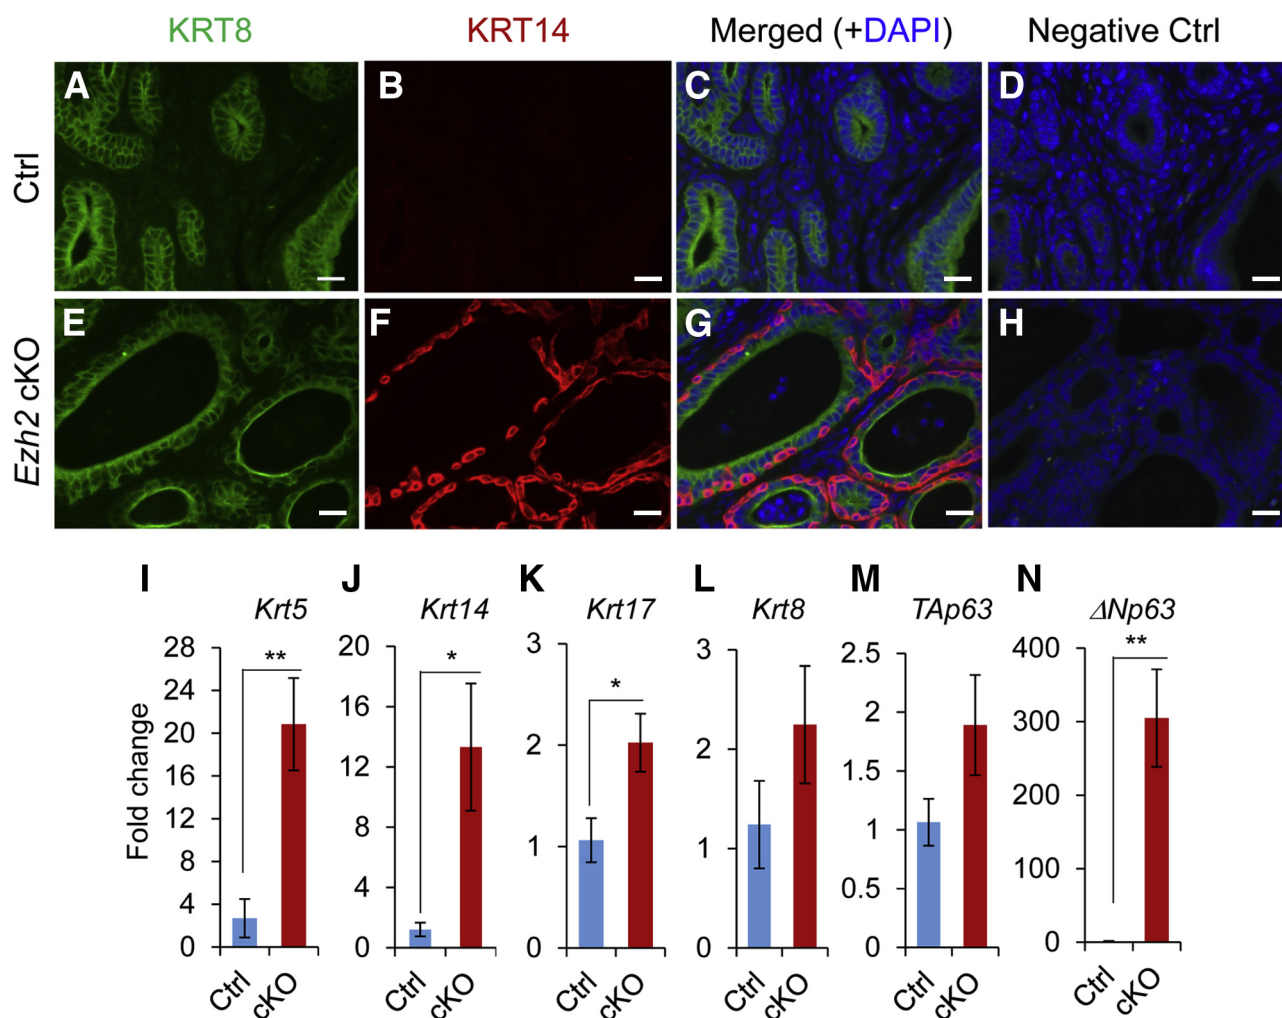 KRT8 KRT14 Merged (+DAPI) Negative Ctrl
Ctrl
A B C D
Ezh2 cKO
E F G H
I J K L M N
Krt5 Krt14 Krt17 Krt8 TAp63 ΔNp63
Fold change
28
24
20
16
12
8
4
0
**
Ctrl
cKO
20
16
12
8
4
0
*
Ctrl
cKO
3
2
1
0
*
Ctrl
cKO
3
2
1
0
Ctrl
cKO
2.5
2
1.5
1
0.5
0
Ctrl
cKO
400
300
200
100
0
**
Ctrl
cKO